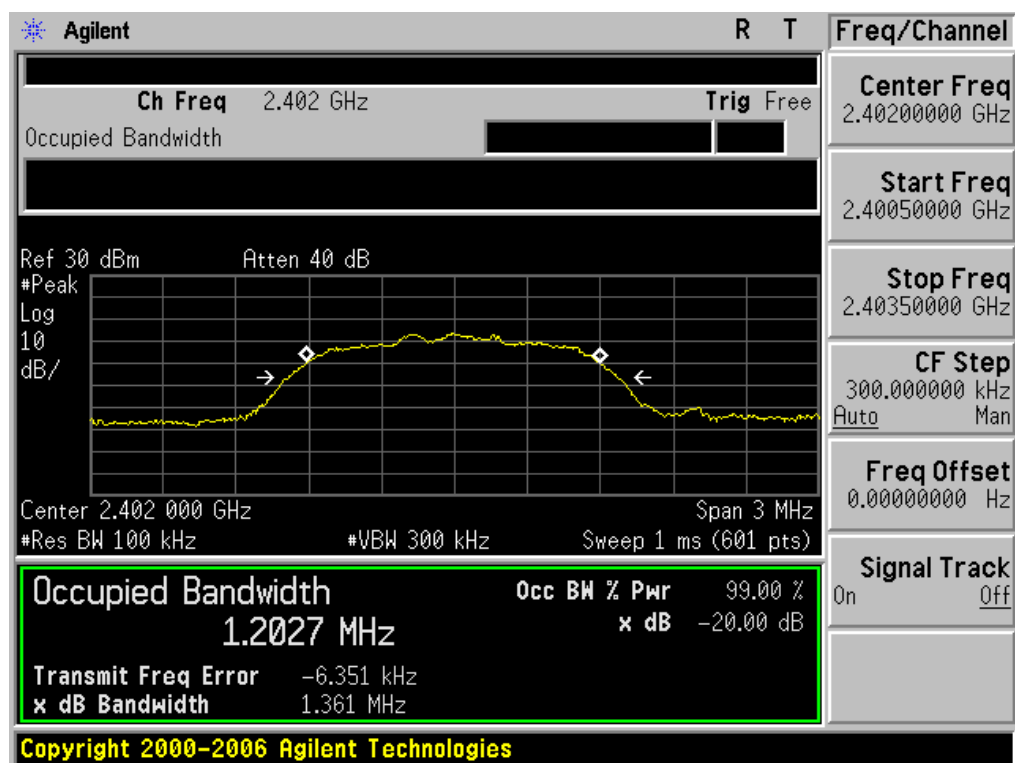 Agilent R T Freq/Channel
Ch Freq 2.402 GHz Trig Free
Occupied Bandwidth
Center Freq
2.40200000 GHz
Start Freq
2.40050000 GHz
Stop Freq
2.40350000 GHz
CF Step
300.000000 kHz
Auto Man
Freq Offset
0.00000000 Hz
Signal Track
On Off
Ref 30 dBm Atten 40 dB
#Peak
Log
10
dB/
Center 2.402 000 GHz Span 3 MHz
#Res BW 100 kHz #VBW 300 kHz Sweep 1 ms (601 pts)
Occupied Bandwidth Occ BW % Pwr 99.00 %
1.2027 MHz x dB -20.00 dB
Transmit Freq Error -6.351 kHz
x dB Bandwidth 1.361 MHz
Copyright 2000-2006 Agilent Technologies